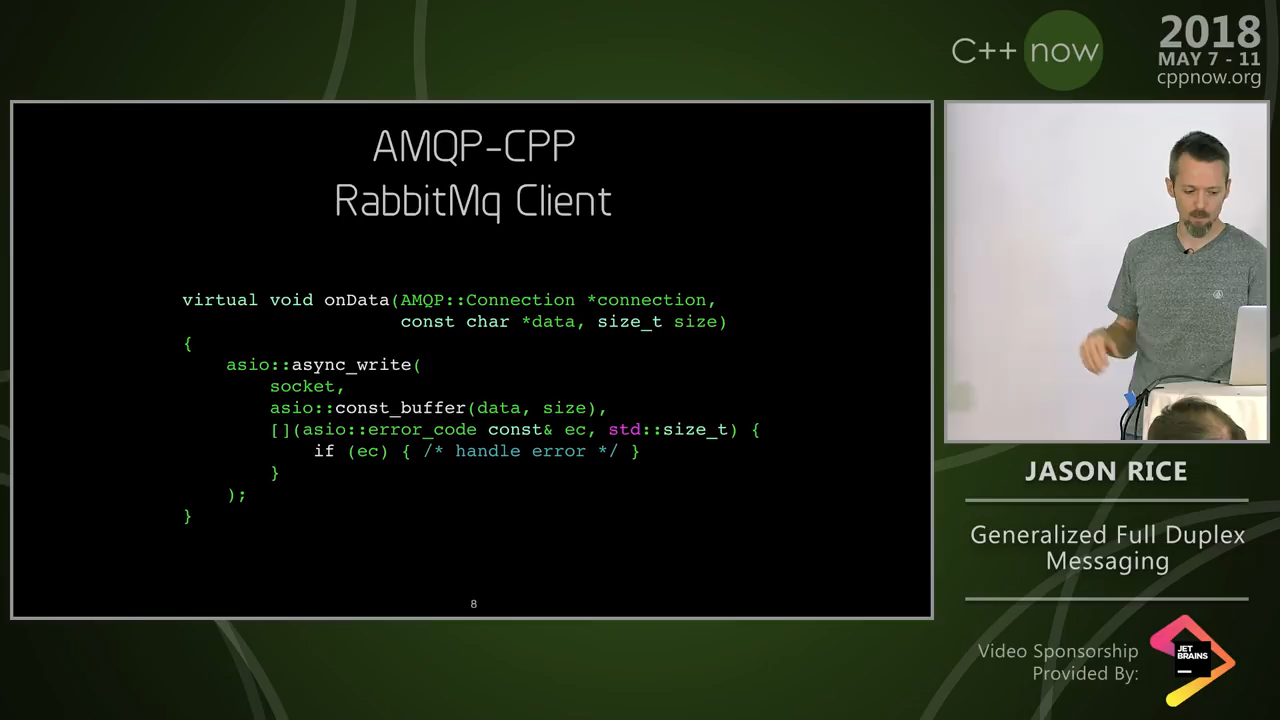 C++ now
2018
MAY 7 - 11
cppnow.org
AMQP-CPP
RabbitMq Client
virtual void onData(AMQP::Connection *connection,
const char *data, size_t size)
{
asio::async_write(
socket,
asio::const_buffer(data, size),
[](asio::error_code const& ec, std::size_t) {
if (ec) { /* handle error */ }
}
);
}
8
JASON RICE
Generalized Full Duplex
Messaging
Video Sponsorship
Provided By:
JET
BRAINS